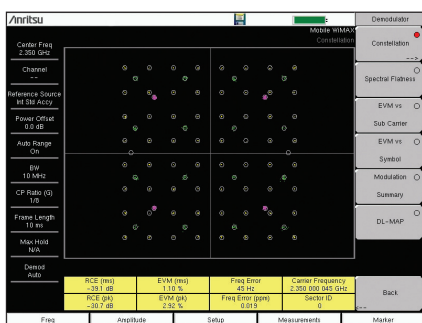 /inritsu
Demodulator
Mobile WiMAX
Constellation
Center Freq
2.350 GHz
Channel
--
Reference Source
Int Std Accy
Power Offset
0.0 dB
Auto Range
On
BW
10 MHz
CP Ratio (G)
1/8
Frame Length
10 ms
Max Hold
N/A
Demod
Auto
Constellation
-->
Spectral Flatness
EVM vs
Sub Carrier
EVM vs
Symbol
Modulation
Summary
DL-MAP
Back
<--
RCE (rms) EVM (rms) Freq Error Carrier Frequency
-39.1 dB 1.10 % 45 Hz 2.350 000 045 GHz
RCE (pk) EVM (pk) Freq Error (ppm) Sector ID
-30.7 dB 2.92 % 0.019 0
Freq Amplitude Setup Measurements Marker